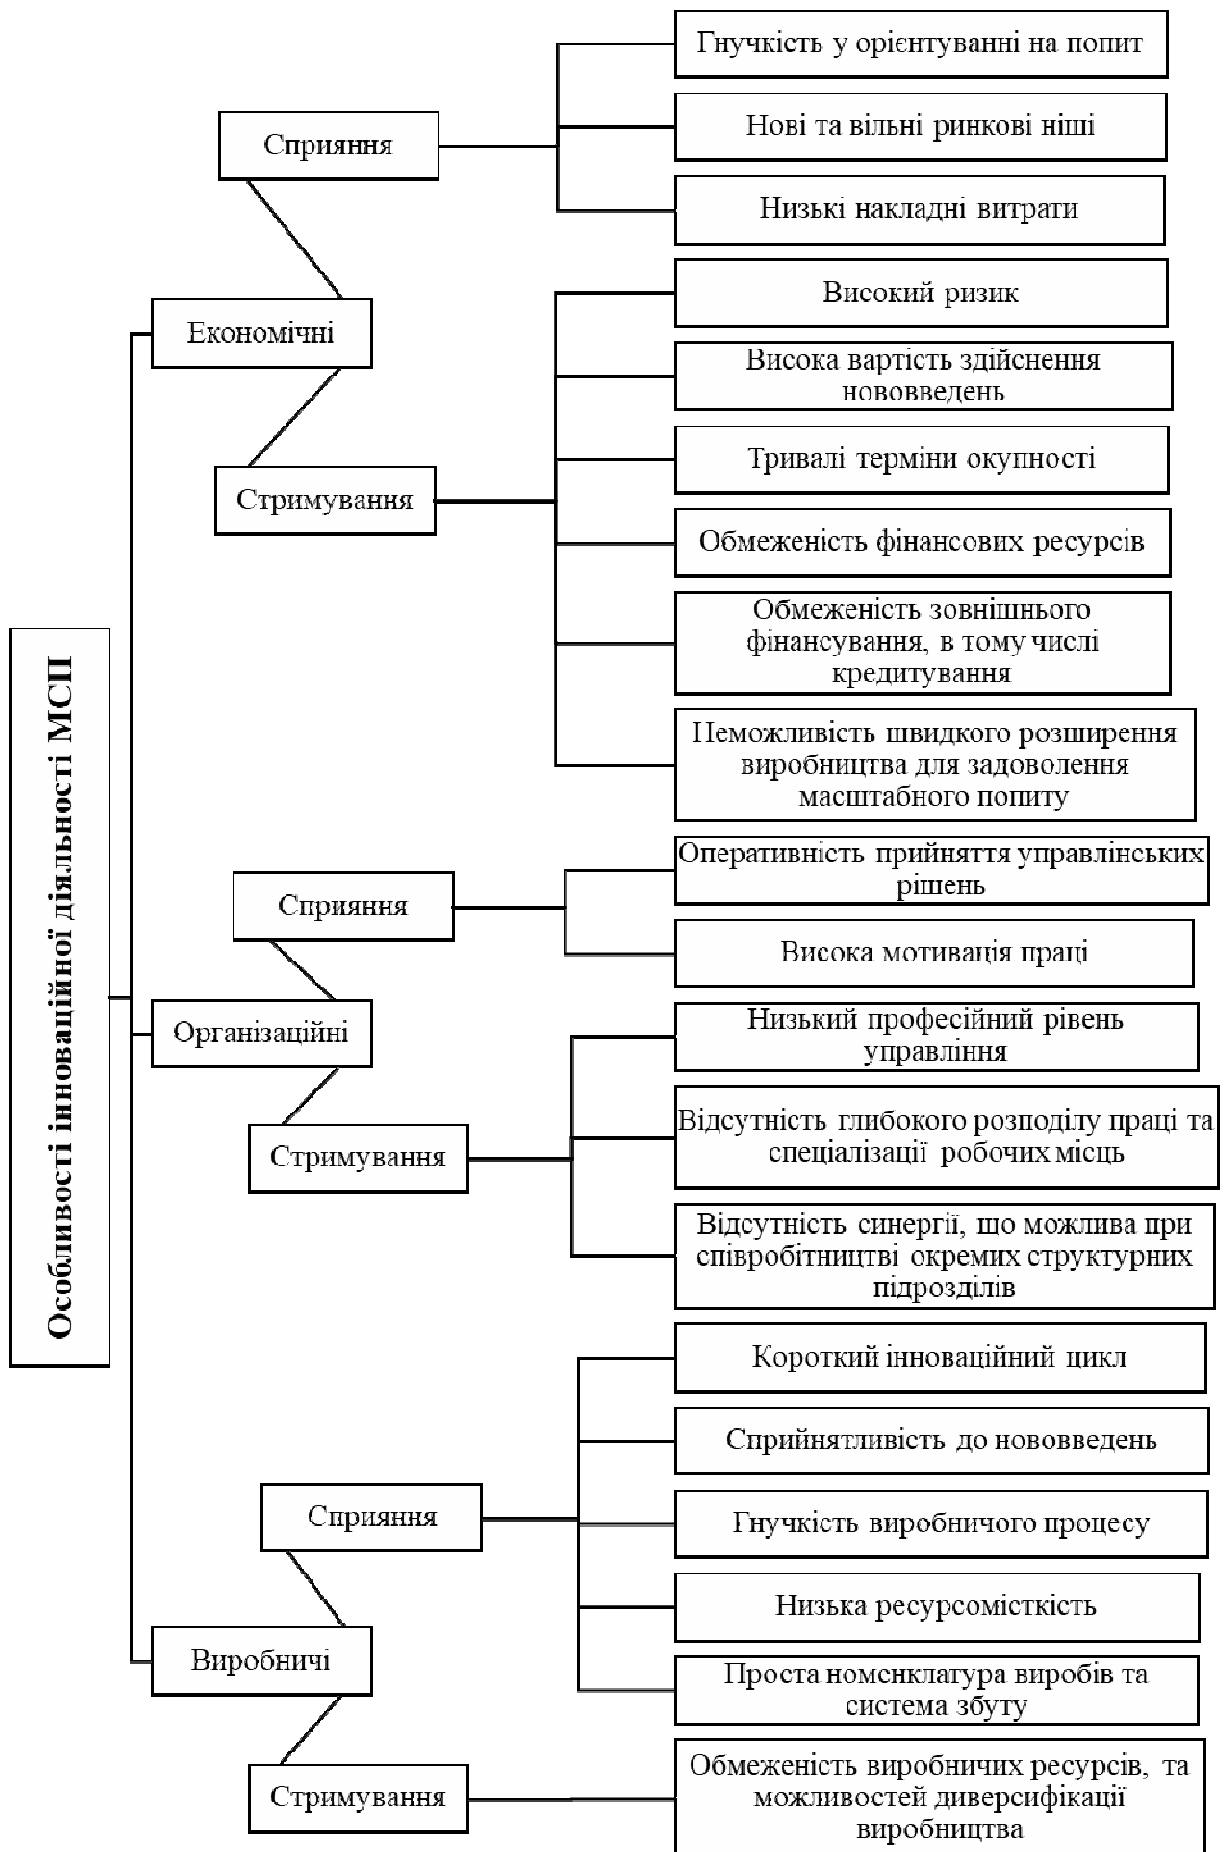 Особливості інноваційної діяльності МСП
Економічні
Сприяння
Гнучкість у орієнтуванні на попит
Нові та вільні ринкові ніші
Низькі накладні витрати
Стримування
Високий ризик
Висока вартість здійснення
нововведень
Тривалі терміни окупності
Обмеженість фінансових ресурсів
Обмеженість зовнішнього
фінансування, в тому числі
кредитування
Неможливість швидкого розширення
виробництва для задоволення
масштабного попиту
Організаційні
Сприяння
Оперативність прийняття управлінських
рішень
Висока мотивація праці
Стримування
Низький професійний рівень
управління
Відсутність глибокого розподілу праці та
спеціалізації робочих місць
Відсутність синергії, що можлива при
співробітництві окремих структурних
підрозділів
Виробничі
Сприяння
Короткий інноваційний цикл
Сприйнятливість до нововведень
Гнучкість виробничого процесу
Низька ресурсомісткість
Проста номенклатура виробів та
система збуту
Стримування
Обмеженість виробничих ресурсів, та
можливостей диверсифікації
виробництва